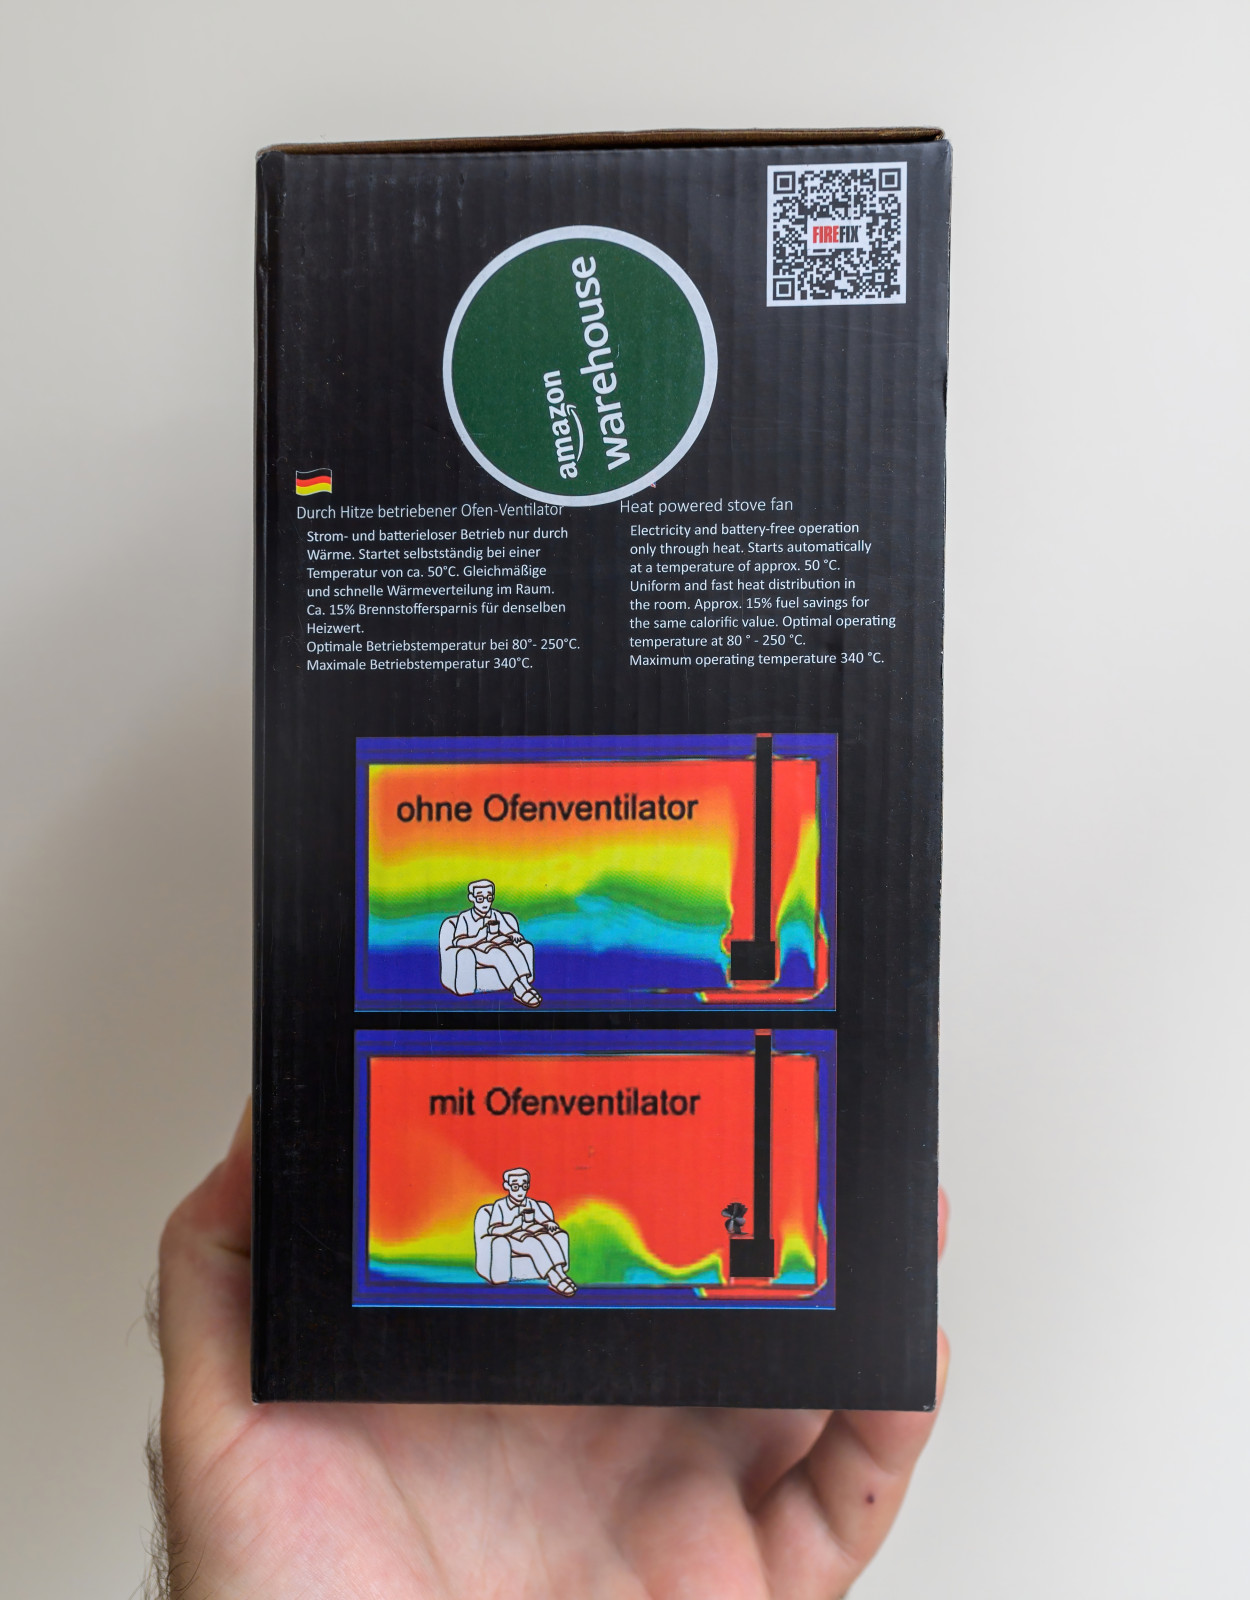 FIREFIX
amazon
warehouse
Durch Hitze betriebener Ofen-Ventilator
Strom- und batterieloser Betrieb nur durch
Wärme. Startet selbstständig bei einer
Temperatur von ca. 50°C. Gleichmäßige
und schnelle Wärmeverteilung im Raum.
Ca. 15% Brennstoffersparnis für denselben
Heizwert.
Optimale Betriebstemperatur bei 80°- 250°C.
Maximale Betriebstemperatur 340°C.
Heat powered stove fan
Electricity and battery-free operation
only through heat. Starts automatically
at a temperature of approx. 50 °C.
Uniform and fast heat distribution in
the room. Approx. 15% fuel savings for
the same calorific value. Optimal operating
temperature at 80 ° - 250 °C.
Maximum operating temperature 340 °C.
ohne Ofenventilator
mit Ofenventilator